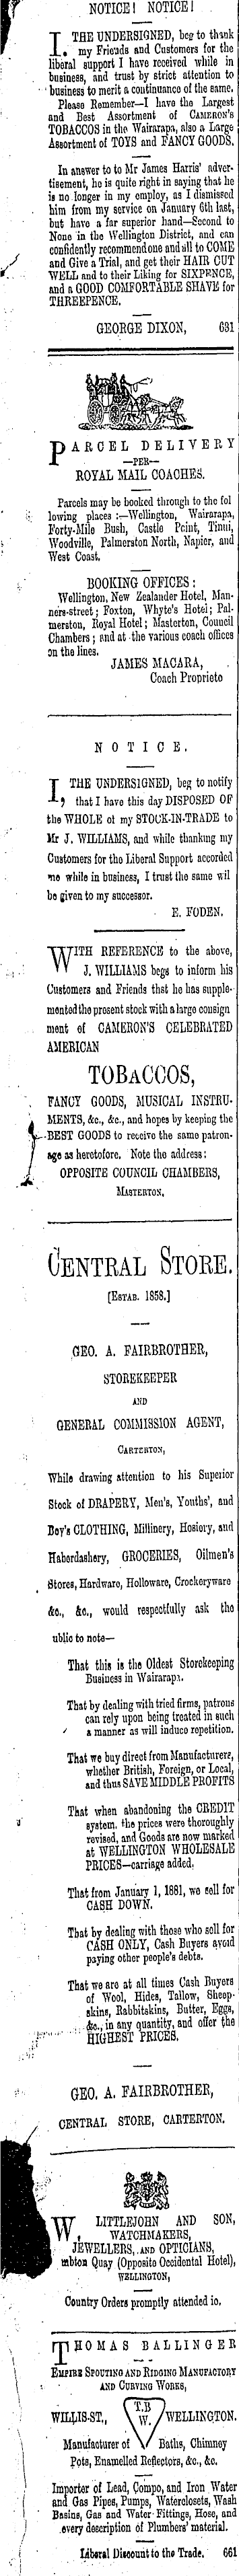 NOTICE! NOTICE!
I, THE UNDERSIGNED, beg to thank
my Friends and Customers for the
liberal support I have received while in
business, and trust by strict attention to
business to merit a continuance of the same.
Please Remember—I have the Largest
and Best Assortment of CAMERON'S
TOBACCOS in the Wairarapa, also a Large
Assortment of TOYS and FANCY GOODS.
In answer to to Mr James Harris' adver-
tisement, he is quite right in saying that he
is no longer in my employ, as I dismissed
him from my service on January 6th last,
but have a far superior hand—Second to
None in the Wellington District, and can
confidently recommendone and all to COME
and Give a Trial, and get their HAIR CUT
WELL and to their Liking for SIXPENCE,
and a GOOD COMFORTABLE SHAVE for
THREEPENCE.
GEORGE DIXON, 631
PARCEL DELIVERY
—PER—
ROYAL MAIL COACHES.
Parcels may be booked through to the fol
lowing places :—Wellington, Wairarapa,
Forty-Mile Bush, Castle Point, Tinui,
Woodville, Palmerston North, Napier, and
West Coast.
BOOKING OFFICES :
Wellington, New Zealander Hotel, Man-
ners-street; Foxton, Whyte's Hotel; Pal-
merston, Royal Hotel; Masterton, Council
Chambers; and at the various coach offices
on the lines.
JAMES MACARA,
Coach Proprieto
NOTICE.
I, THE UNDERSIGNED, beg to notify
that I have this day DISPOSED OF
the WHOLE of my STOCK-IN-TRADE to
Mr J. WILLIAMS, and while thanking my
Customers for the Liberal Support accorded
me while in business, I trust the same wil
be given to my successor.
E. FODEN.
WITH REFERENCE to the above,
J. WILLIAMS begs to inform his
Customers and Friends that he has supple-
mented the present stock with a large consign
ment of CAMERON'S CELEBRATED
AMERICAN
TOBACCOS,
FANCY GOODS, MUSICAL INSTRU-
MENTS, &c., &c., and hopes by keeping the
BEST GOODS to receive the same patron-
age as heretofore. Note the address:
OPPOSITE COUNCIL CHAMBERS,
MASTERTON.
CENTRAL STORE.
[ESTAB. 1858.]
GEO. A. FAIRBROTHER,
STOREKEEPER
AND
GENERAL COMMISSION AGENT,
CARTERTON,
While drawing attention to his Superior
Stock of DRAPERY, Men's, Youths', and
Boy's CLOTHING, Millinery, Hosiery, and
Haberdashery, GROCERIES, Oilmen's
Stores, Hardware, Holloware, Crockeryware
&c., &c., would respectfully ask the
ublic to note—
That this is the Oldest Storekeeping
Business in Wairarapa.
That by dealing with tried firms, patrons
can rely upon being treated in such
a manner as will induce repetition.
That we buy direct from Manufacturers,
whether British, Foreign, or Local,
and thus SAVE MIDDLE PROFITS
That when abandoning the CREDIT
system, the prices were thoroughly
revised, and Goods are now marked
at WELLINGTON WHOLESALE
PRICES—carriage added.
That from January 1, 1881, we sell for
CASH DOWN.
That by dealing with those who sell for
CASH ONLY, Cash Buyers avoid
paying other people's debts.
That we are at all times Cash Buyers
of Wool, Hides, Tallow, Sheep-
skins, Rabbitskins, Butter, Eggs,
&c., in any quantity, and offer the
HIGHEST PRICES.
GEO. A. FAIRBROTHER,
CENTRAL STORE, CARTERTON.
W. LITTLEJOHN AND SON,
WATCHMAKERS,
JEWELLERS, AND OPTICIANS,
mbton Quay (Opposite Occidental Hotel),
WELLINGTON,
Country Orders promptly attended to.
THOMAS BALLINGER
EMPIRE SPOUTING AND RIDGING MANUFACTORY
AND CURVING WORKS,
T.B
WILLIS-ST., W. WELLINGTON.
Manufacturer of Baths, Chimney
Pots, Enamelled Reflectors, &c., &c.
Importer of Lead, Compo, and Iron Water
and Gas Pipes, Pumps, Waterclosets, Wash
Basins, Gas and Water Fittings, Hose, and
every description of Plumbers' material.
Liberal Discount to the Trade. 661